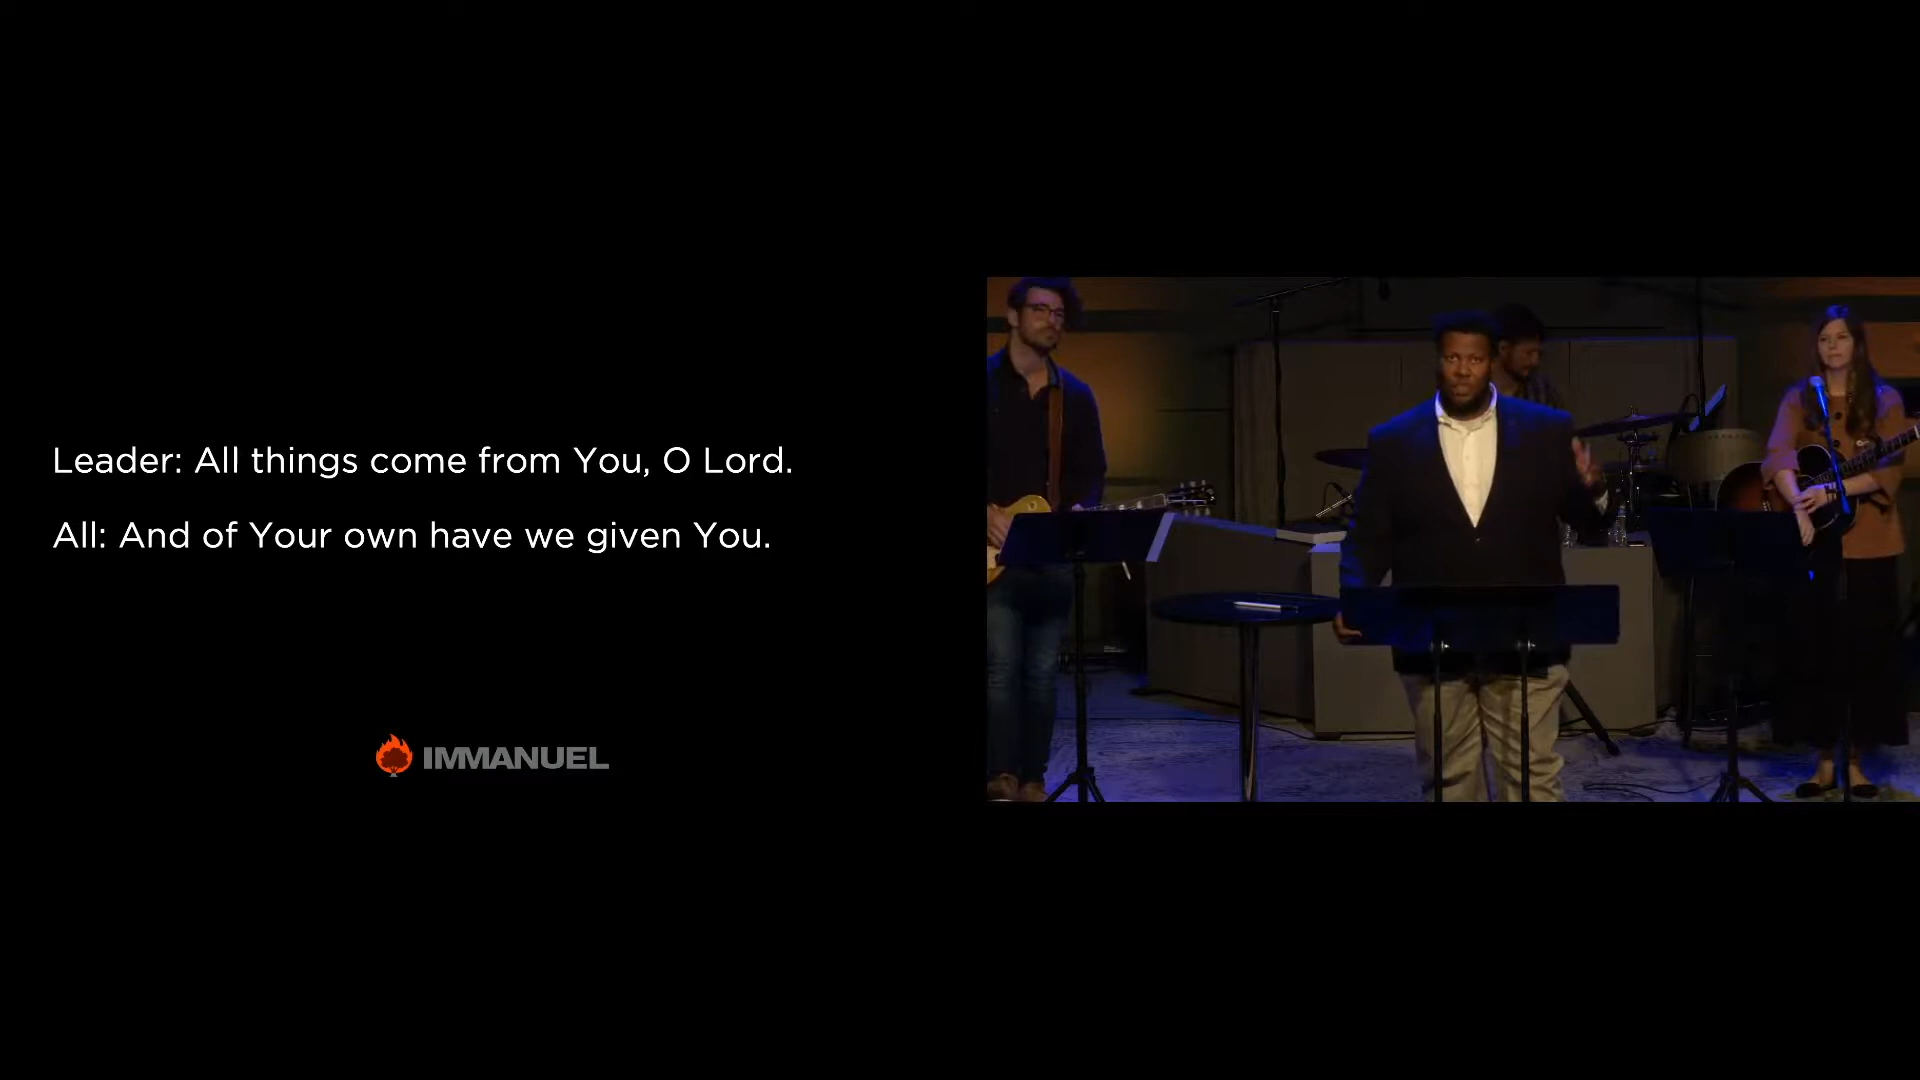 Leader: All things come from You, O Lord.
All: And of Your own have we given You.
IMMANUEL